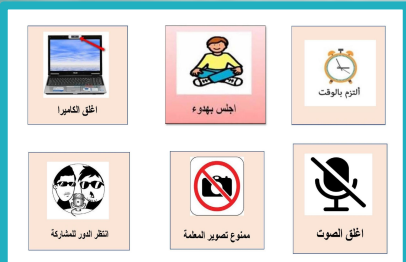 ألتزم بالوقت
اجلس بهدوء
اغلق الكاميرا
اغلق الصوت
ممنوع تصوير المعلمة
انتظر الدور للمشاركة